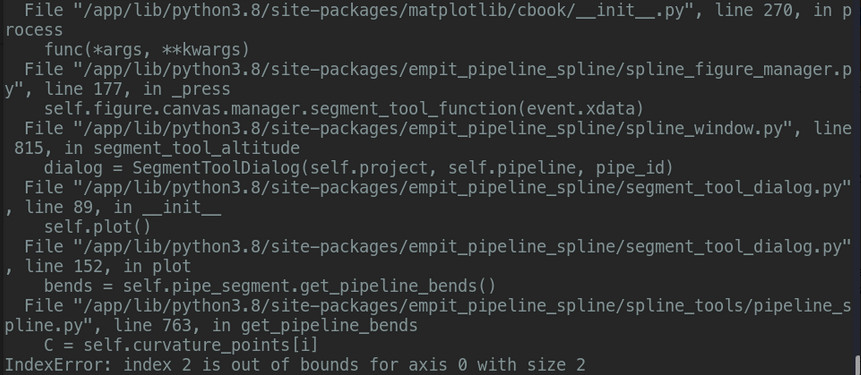 File "/app/lib/python3.8/site-packages/matplotlib/cbook/__init__.py", line 270, in p
rocess
    func(*args, **kwargs)
  File "/app/lib/python3.8/site-packages/empit_pipeline_spline/spline_figure_manager.p
y", line 177, in _press
    self.figure.canvas.manager.segment_tool_function(event.xdata)
  File "/app/lib/python3.8/site-packages/empit_pipeline_spline/spline_window.py", line
 815, in segment_tool_altitude
    dialog = SegmentToolDialog(self.project, self.pipeline, pipe_id)
  File "/app/lib/python3.8/site-packages/empit_pipeline_spline/segment_tool_dialog.py"
, line 89, in __init__
    self.plot()
  File "/app/lib/python3.8/site-packages/empit_pipeline_spline/segment_tool_dialog.py"
, line 152, in plot
    bends = self.pipe_segment.get_pipeline_bends()
  File "/app/lib/python3.8/site-packages/empit_pipeline_spline/spline_tools/pipeline_s
pline.py", line 763, in get_pipeline_bends
    C = self.curvature_points[i]
IndexError: index 2 is out of bounds for axis 0 with size 2